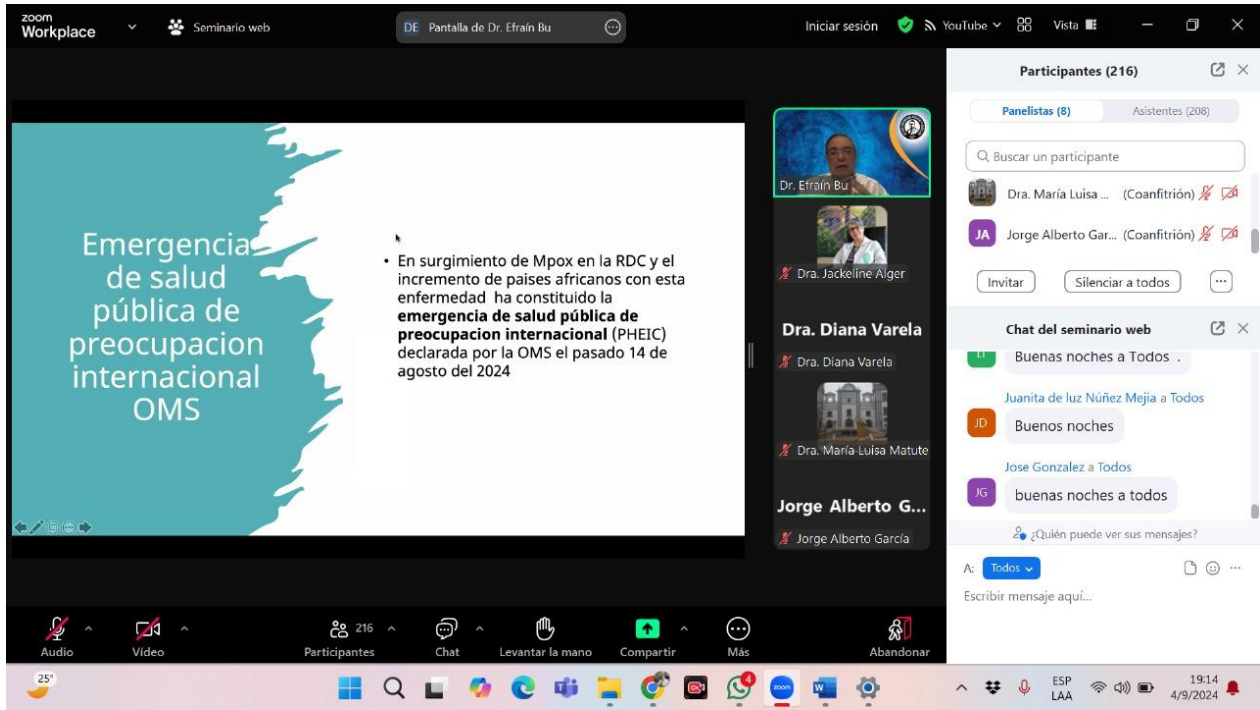 zoom
Workplace
Seminario web
DE Pantalla de Dr. Efraín Bu
Iniciar sesión
YouTube
Vista
Emergencia
de salud
pública de
preocupacion
internacional
OMS
• En surgimiento de Mpox en la RDC y el
incremento de paises africanos con esta
enfermedad ha constituido la
emergencia de salud pública de
preocupacion internacional (PHEIC)
declarada por la OMS el pasado 14 de
agosto del 2024
Dr. Efraín Bu
Dra. Jackeline Alger
Dra. Diana Varela
Dra. Diana Varela
Dra. María Luisa Matute
Jorge Alberto G...
Jorge Alberto García
Participantes (216)
Panelistas (8)
Asistentes (208)
Buscar un participante
Dra. María Luisa ... (Coanfitrión)
JA Jorge Alberto Gar... (Coanfitrión)
Invitar
Silenciar a todos
Chat del seminario web
Buenas noches a Todos .
Juanita de luz Núñez Mejía a Todos
JD Buenos noches
Jose Gonzalez a Todos
JG buenas noches a todos
¿Quién puede ver sus mensajes?
A: Todos
Escribir mensaje aquí...
Audio
Vídeo
216
Participantes
Chat
Levantar la mano
Compartir
Más
Abandonar
25°
4
zoom
ESP
LAA
19:14
4/9/2024